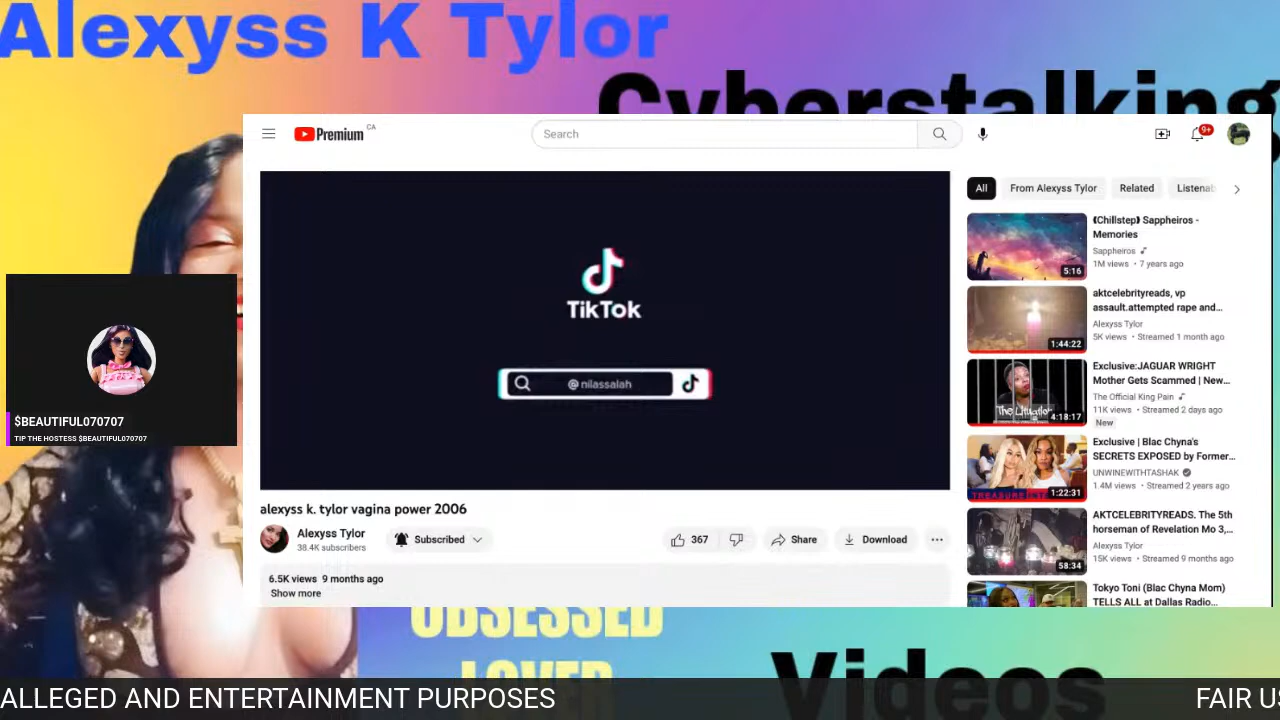 Alexyss K Tylor
Cyberstalking
Premium CA
Search
9+
TikTok
@nilassalah
alexyss k. tylor vagina power 2006
Alexyss Tylor
38.4K subscribers
Subscribed
367
Share
Download
6.5K views 9 months ago
Show more
All
From Alexyss Tylor
Related
Listenab
5:16
⦅Chillstep⦆ Sappheiros -
Memories
Sappheiros
1M views • 7 years ago
1:44:22
aktcelebrityreads, vp
assault.attempted rape and...
Alexyss Tylor
5K views • Streamed 1 month ago
4:18:17
Exclusive:JAGUAR WRIGHT
Mother Gets Scammed | New...
The Official King Pain
11K views • Streamed 2 days ago
New
1:22:31
Exclusive | Blac Chyna's
SECRETS EXPOSED by Former...
UNWINEWITHTASHAK
1.4M views • Streamed 2 years ago
58:34
AKTCELEBRITYREADS. The 5th
horseman of Revelation Mo 3,...
Alexyss Tylor
15K views • Streamed 9 months ago
Tokyo Toni (Blac Chyna Mom)
TELLS ALL at Dallas Radio...
$BEAUTIFUL070707
TIP THE HOSTESS $BEAUTIFUL070707
OBSESSED
LOVER
Videos
ALLEGED AND ENTERTAINMENT PURPOSES
FAIR US